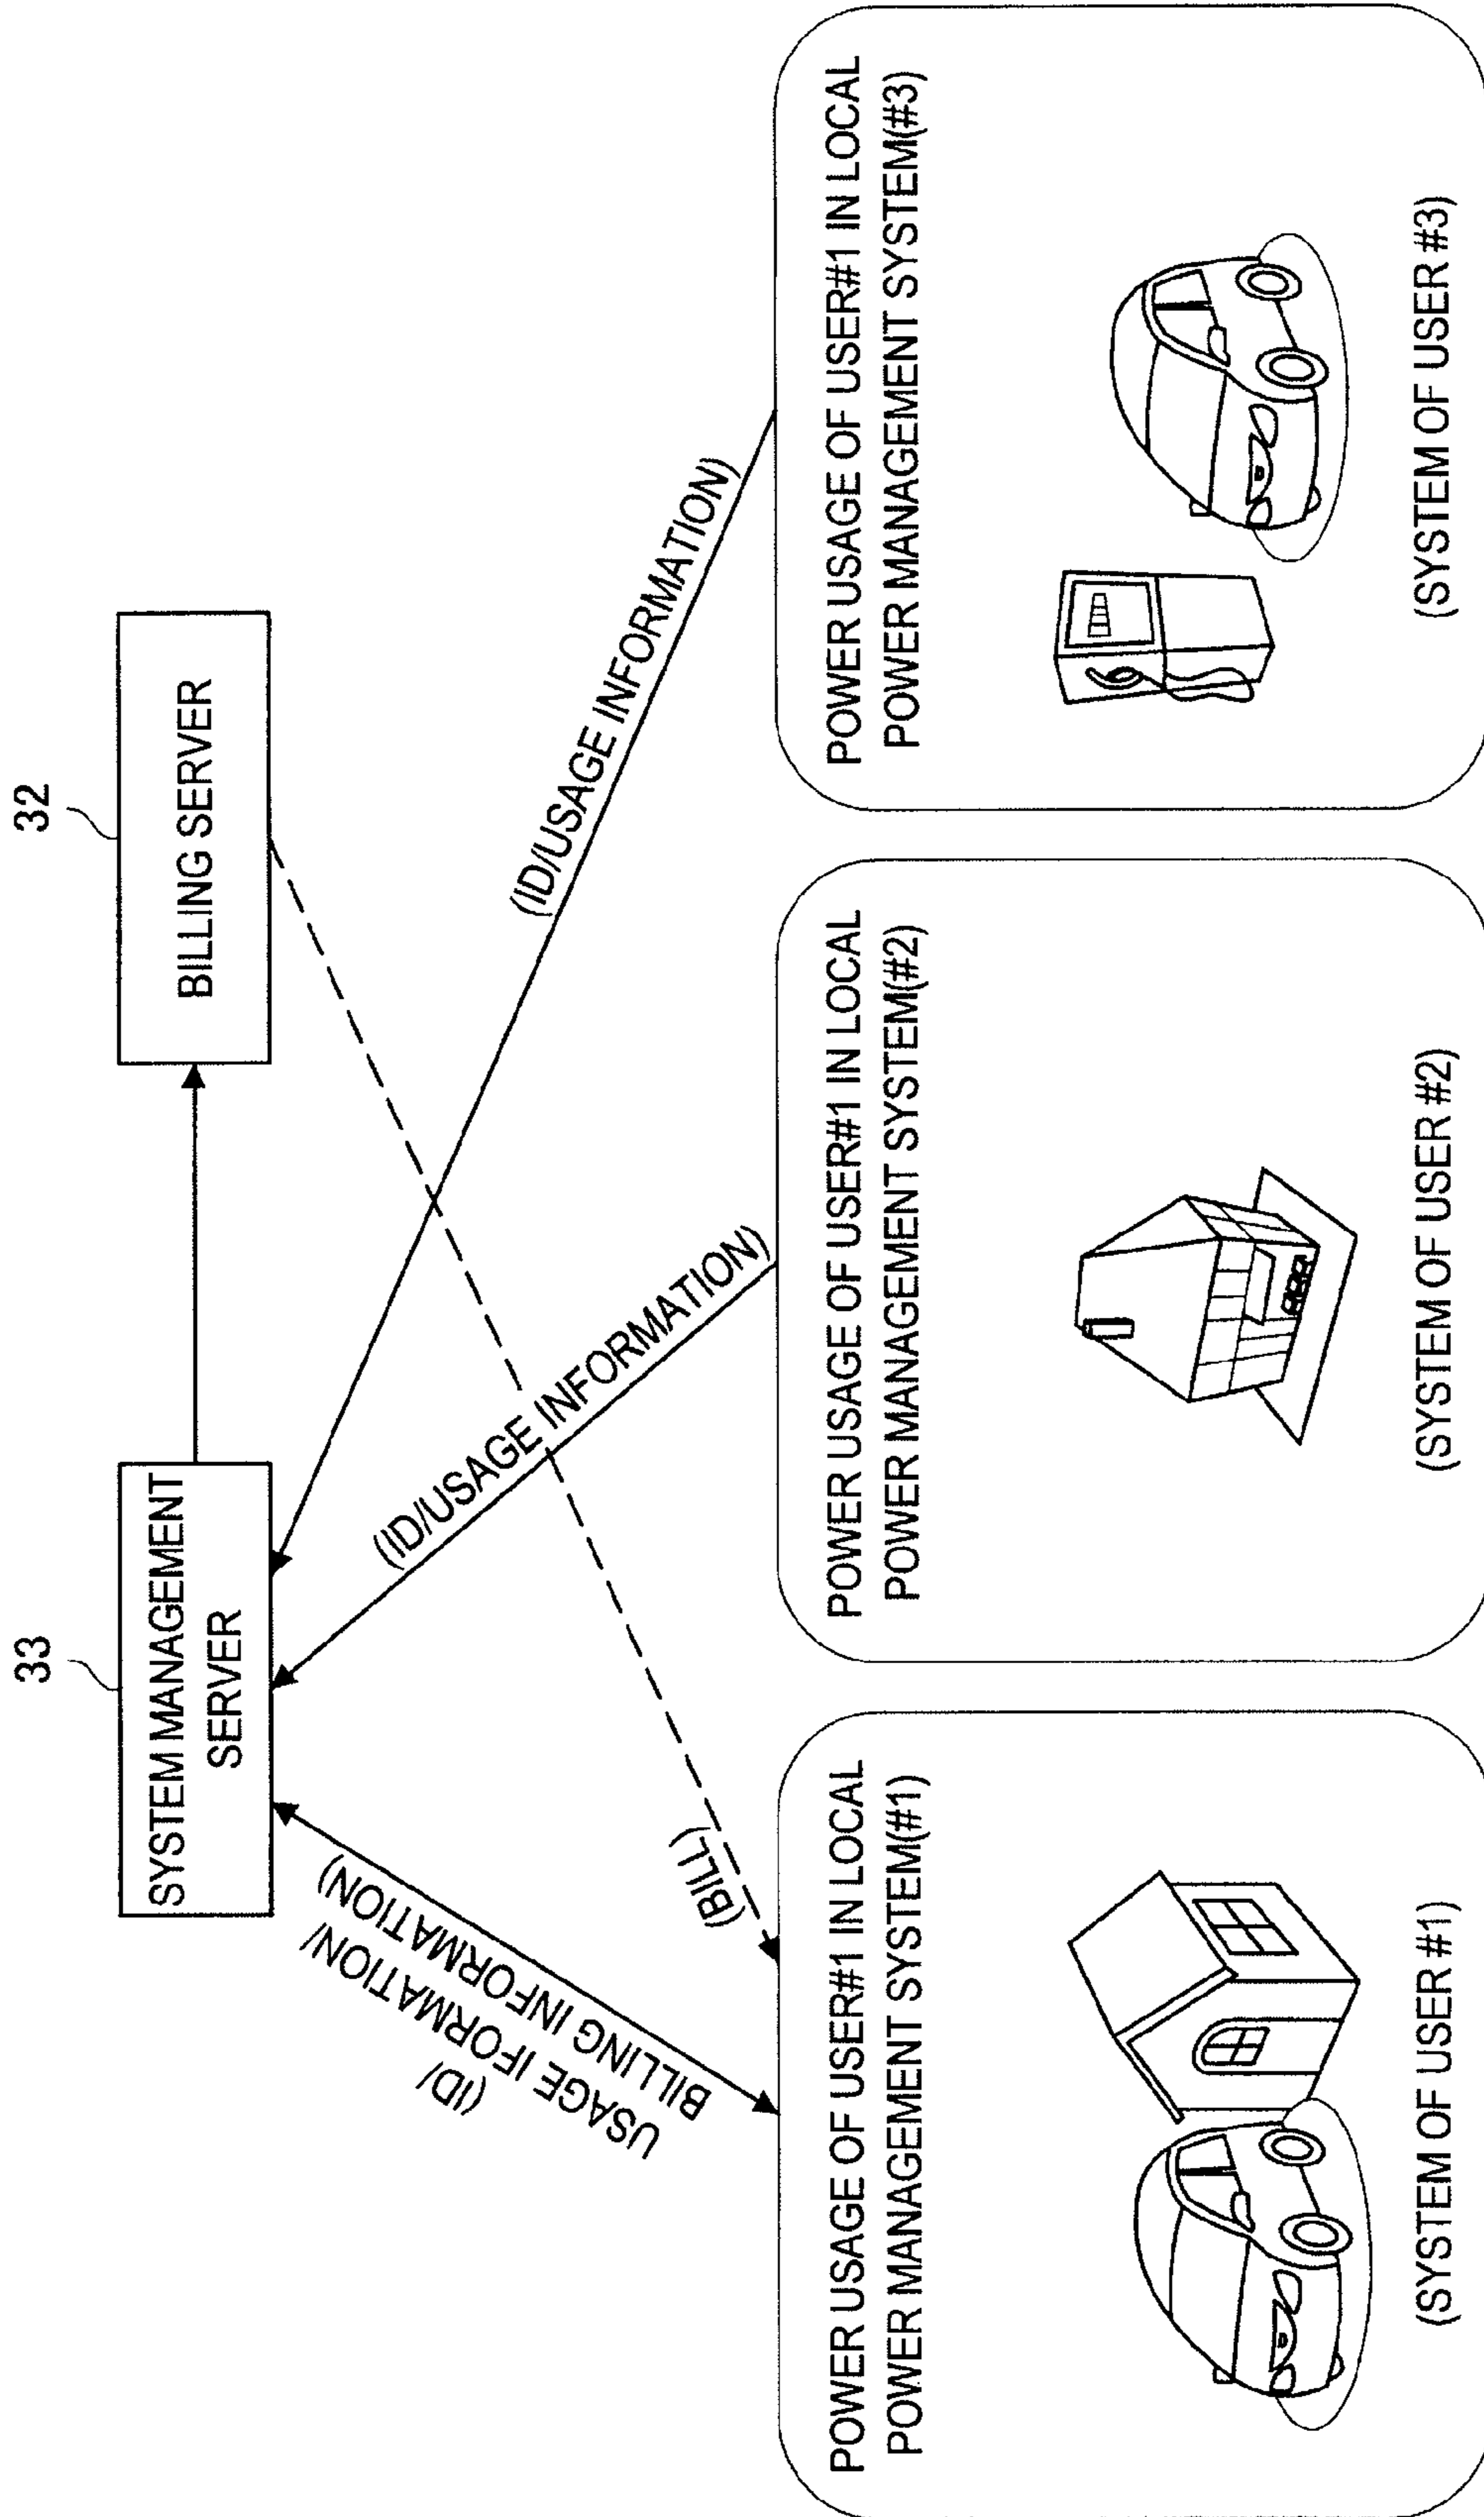 33
32
SYSTEM MANAGEMENT
SERVER
BILLING SERVER
(ID/
USAGE IFORMATION/
BILLING INFORMATION)
(ID/USAGE INFORMATION)
(ID/USAGE INFORMATION)
(BILL)
POWER USAGE OF USER#1 IN LOCAL
POWER MANAGEMENT SYSTEM(#1)
(SYSTEM OF USER #1)
POWER USAGE OF USER#1 IN LOCAL
POWER MANAGEMENT SYSTEM(#2)
(SYSTEM OF USER #2)
POWER USAGE OF USER#1 IN LOCAL
POWER MANAGEMENT SYSTEM(#3)
(SYSTEM OF USER #3)